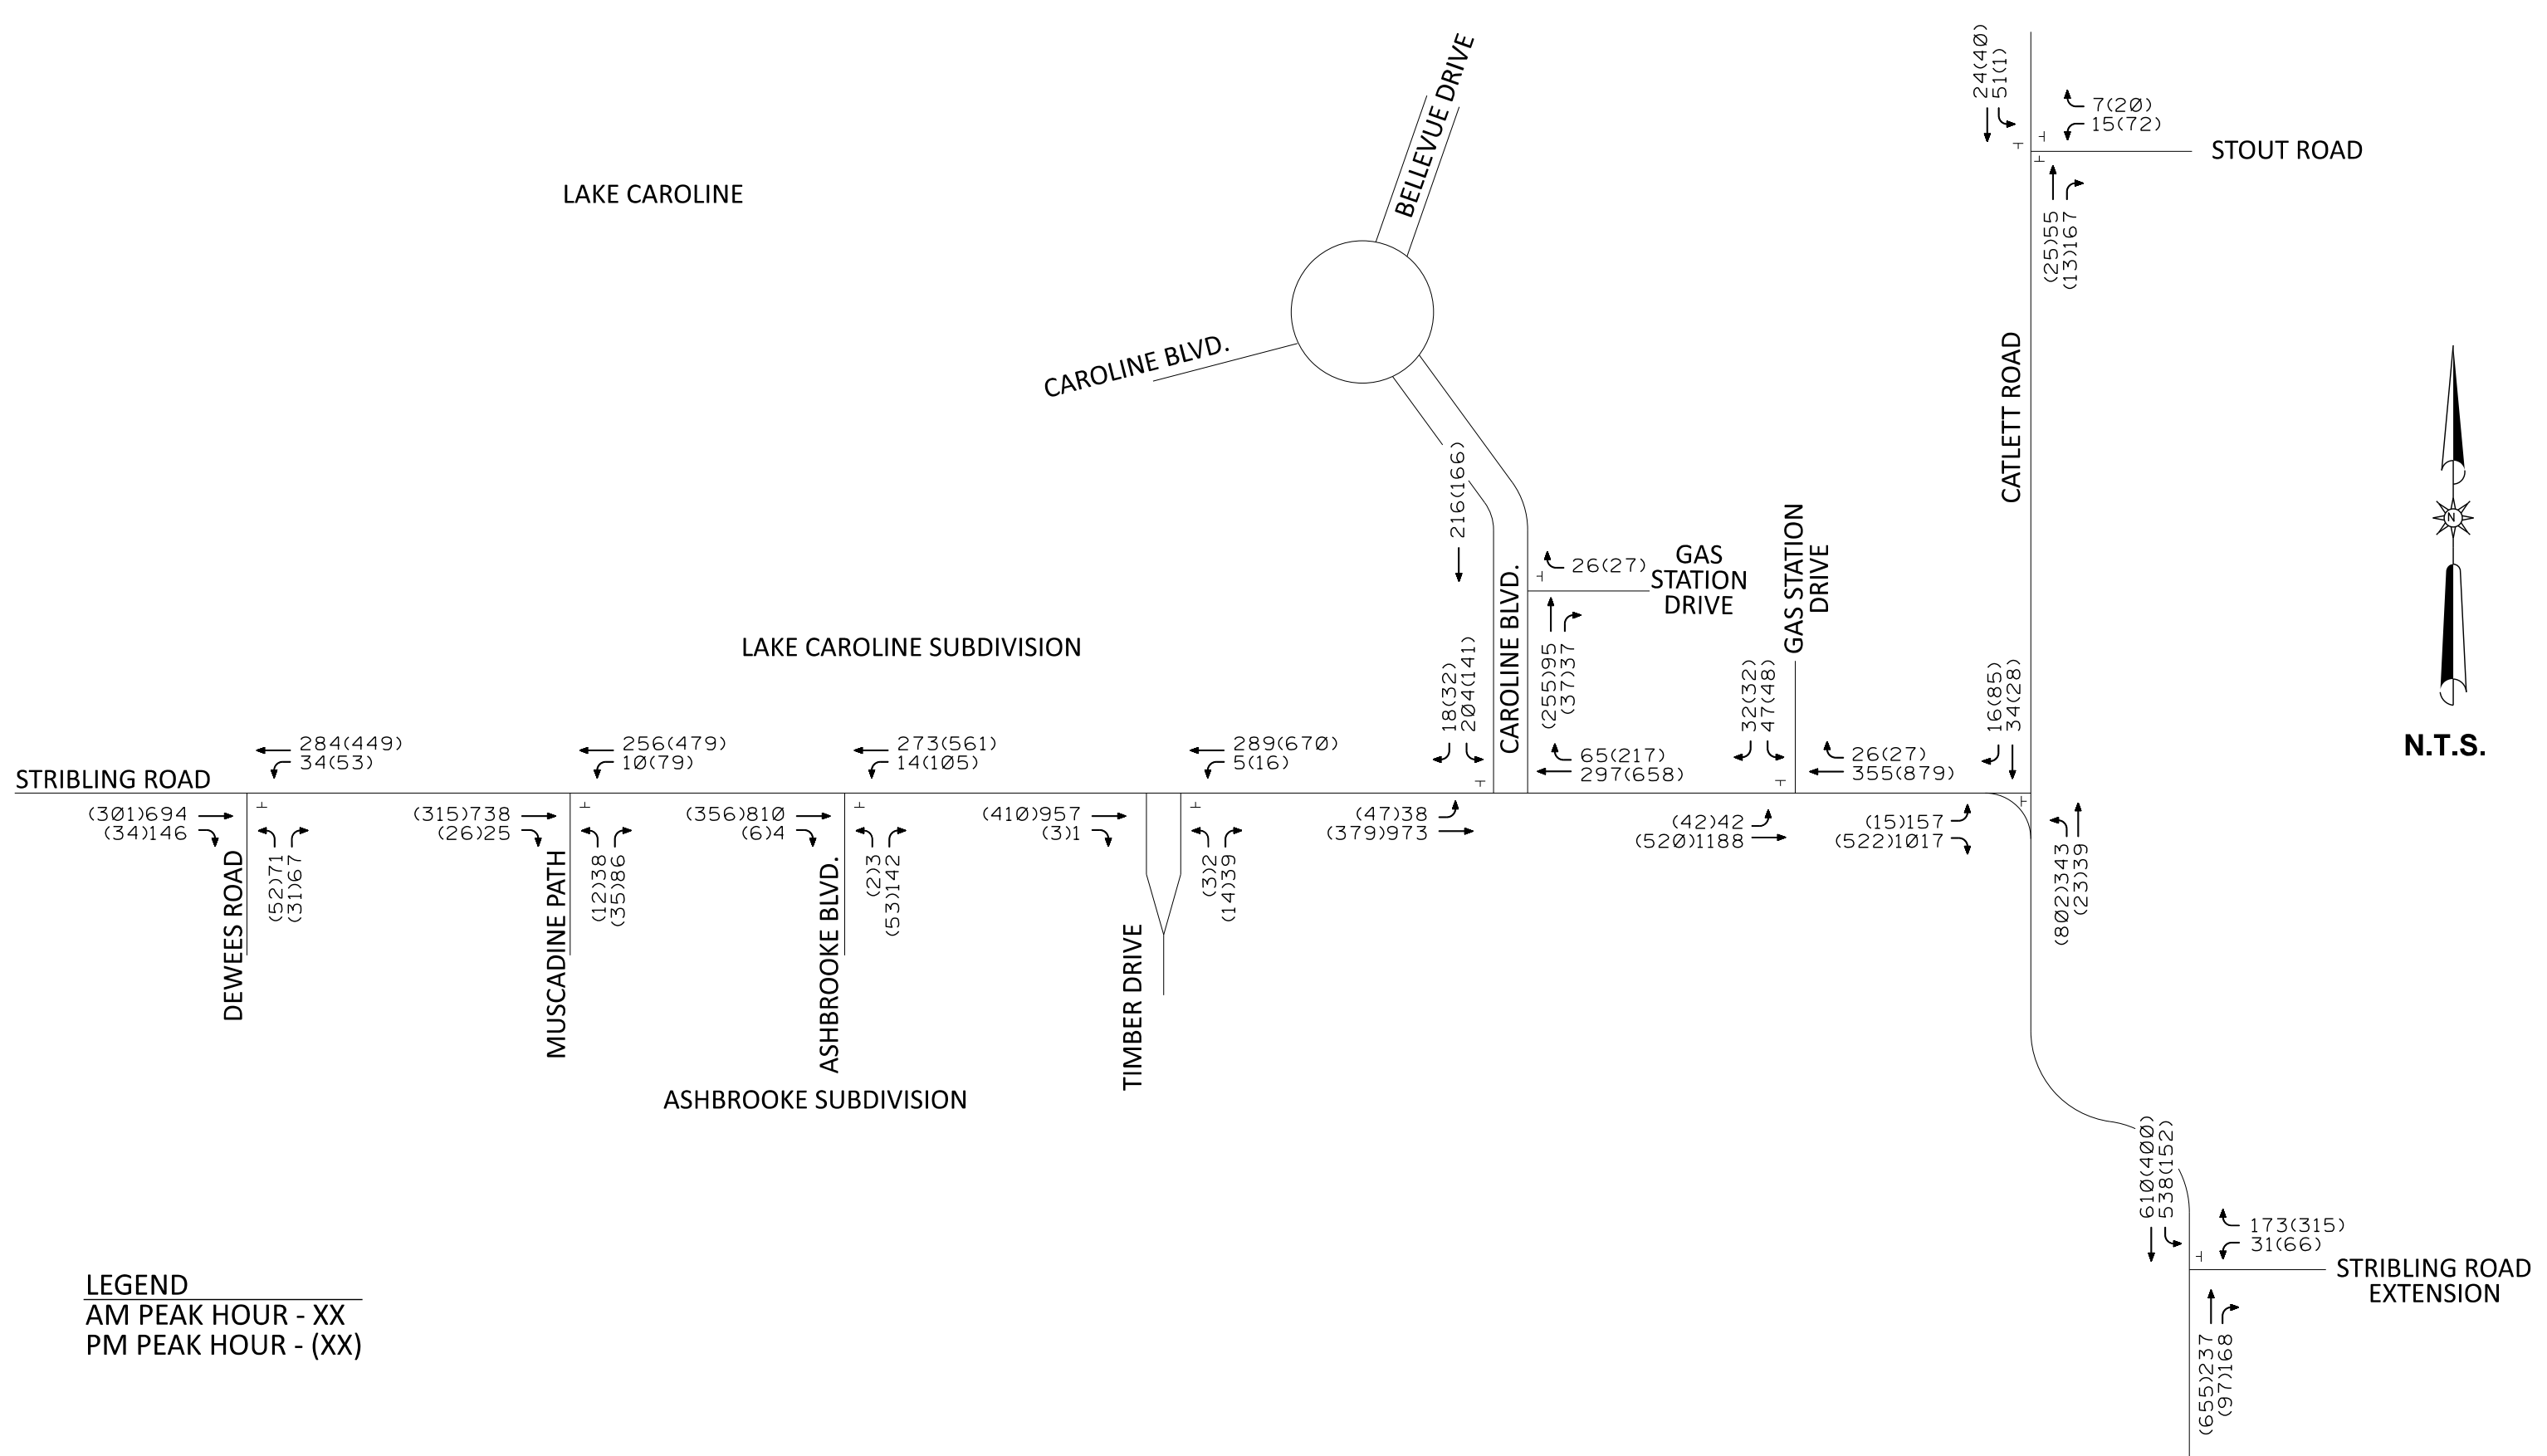 24(40)
51(1)
BELLEVUE DRIVE
7(20)
15(72)
STOUT ROAD
LAKE CAROLINE
(25)55
(13)167
CAROLINE BLVD.
CATLETT ROAD
N
N.T.S.
216(166)
26(27)
GAS
STATION
DRIVE
GAS STATION
DRIVE
CAROLINE BLVD.
LAKE CAROLINE SUBDIVISION
18(32)
204(141)
(255)95
(37)37
32(32)
47(48)
16(85)
34(28)
284(449)
34(53)
256(479)
10(79)
273(561)
14(105)
289(670)
5(16)
65(217)
297(658)
26(27)
355(879)
STRIBLING ROAD
(301)694
(34)146
(315)738
(26)25
(356)810
(6)4
(410)957
(3)1
(47)38
(379)973
(42)42
(520)1188
(15)157
(522)1017
DEWEES ROAD
(52)71
(31)67
MUSCADINE PATH
(12)38
(35)86
ASHBROOKE BLVD.
(2)3
(53)142
TIMBER DRIVE
(3)2
(14)39
(802)343
(23)39
ASHBROOKE SUBDIVISION
610(400)
538(152)
173(315)
31(66)
STRIBLING ROAD
EXTENSION
(655)237
(97)168
LEGEND
AM PEAK HOUR - XX
PM PEAK HOUR - (XX)